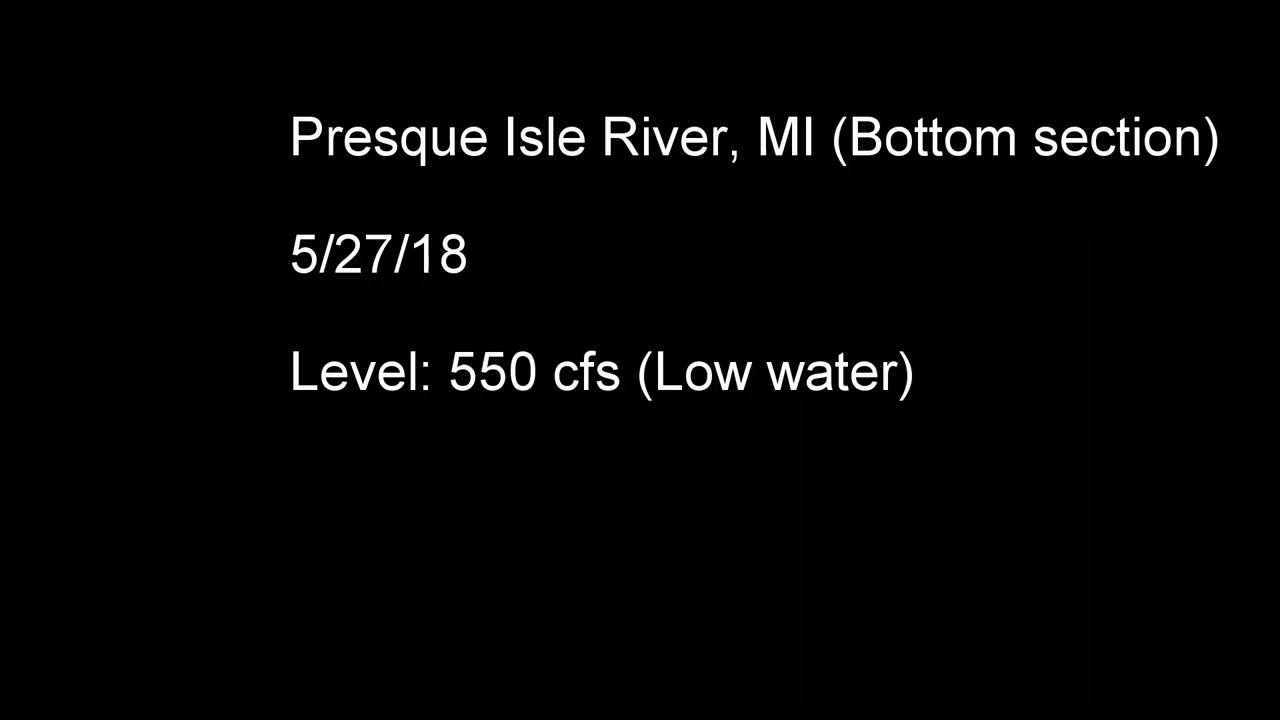 Presque Isle River, MI (Bottom section)
5/27/18
Level: 550 cfs (Low water)